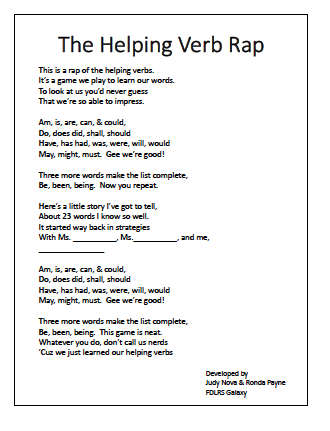 The Helping Verb Rap
This is a rap of the helping verbs.
It's a game we play to learn our words.
To look at us you'd never guess
That we're so able to impress.
Am, is, are, can, & could,
Do, does did, shall, should
Have, has had, was, were, will, would
May, might, must.  Gee we're good!
Three more words make the list complete,
Be, been, being.  Now you repeat.
Here's a little story I've got to tell,
About 23 words I know so well.
It started way back in strategies
With Ms. __________, Ms.__________, and me,
_______________
Am, is, are, can, & could,
Do, does did, shall, should
Have, has had, was, were, will, would
May, might, must.  Gee we're good!
Three more words make the list complete,
Be, been, being.  This game is neat.
Whatever you do, don't call us nerds
'Cuz we just learned our helping verbs
Developed by
Judy Nova & Ronda Payne
FDLRS Galaxy